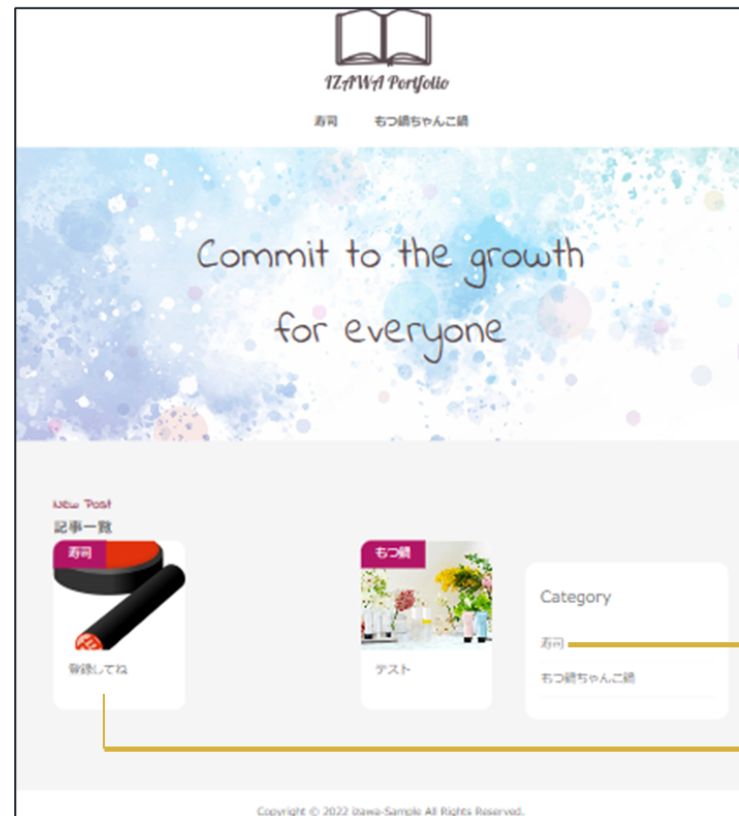 IZAWA Portfolio
寿司 もつ鍋ちゃんこ鍋
Commit to the growth
for everyone
New Post
記事一覧
寿司
登録してね
もつ鍋
テスト
Category
寿司
もつ鍋ちゃんこ鍋
Copyright © 2022 izawa-Sample All Rights Reserved.